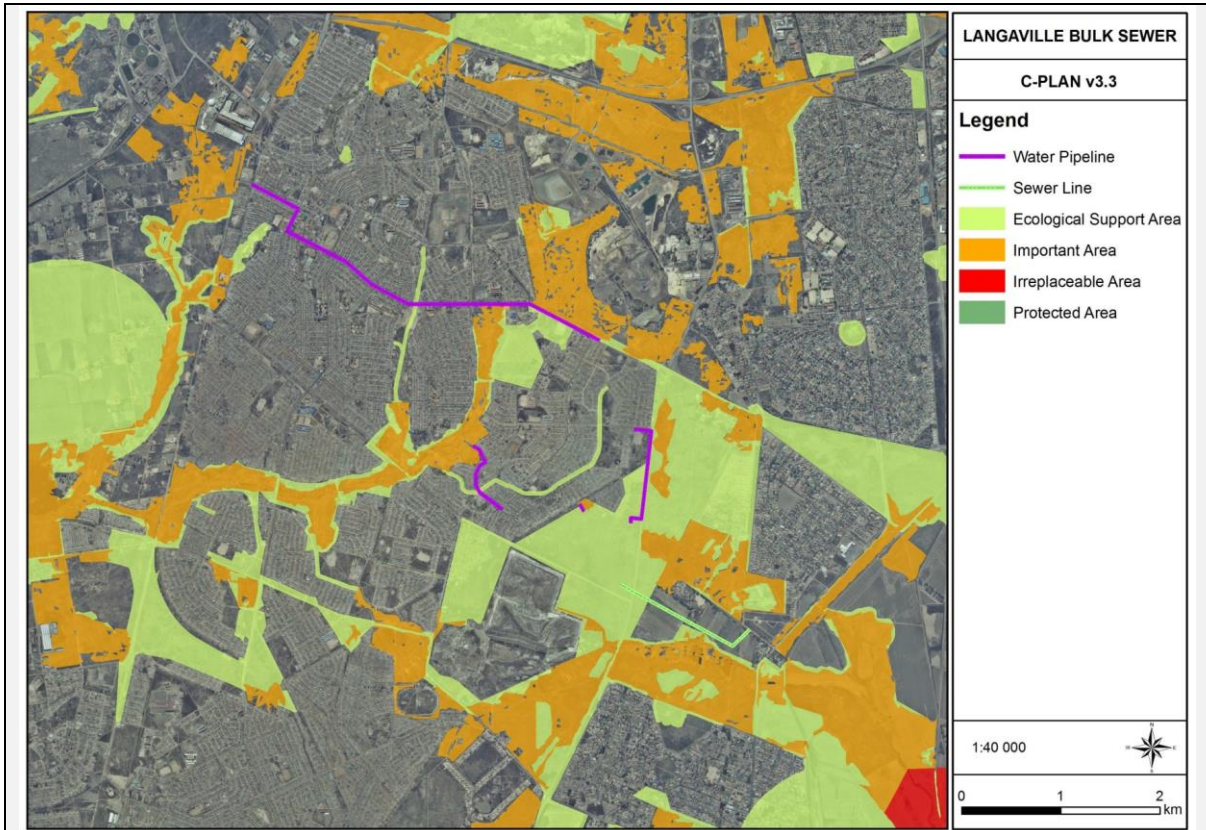 LANGAVILLE BULK SEWER
C-PLAN v3.3
Legend
Water Pipeline
Sewer Line
Ecological Support Area
Important Area
Irreplaceable Area
Protected Area
1:40 000
N
W E
S
0 1 2
km